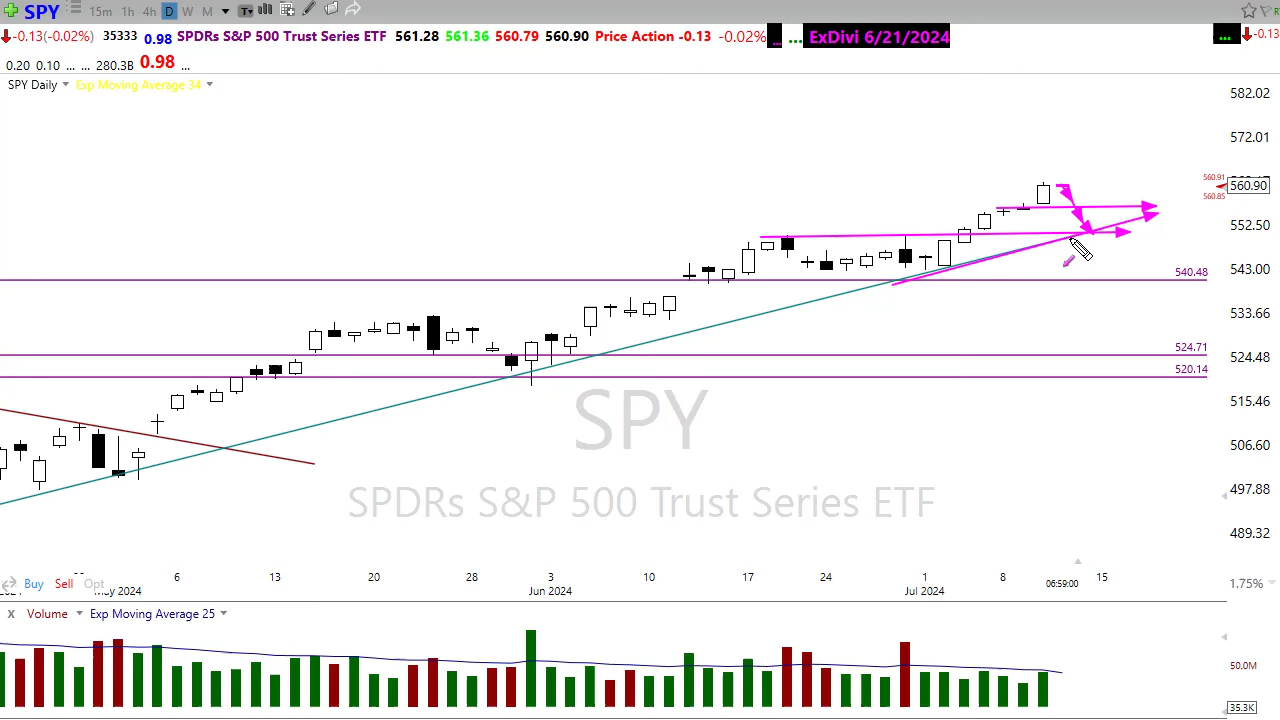 SPY 15m 1h 4h D W M T
-0.13(-0.02%) 35333 0.98 SPDRs S&P 500 Trust Series ETF 561.28 561.36 560.79 560.90 Price Action -0.13 -0.02% ... ... ExDivi 6/21/2024 ... -0.13
0.20 0.10 ... ... 280.3B 0.98 ...
SPY Daily Exp Moving Average 34
582.02
572.01
560.91
560.90
560.85
552.50
543.00
540.48
533.66
524.71
524.48
520.14
515.46
506.60
497.88
489.32
SPY
SPDRs S&P 500 Trust Series ETF
6 13 20 28 3 10 17 24 1 8 15
Buy Sell Opt 06:59:00 1.75%
May 2024 Jun 2024 Jul 2024
X Volume Exp Moving Average 25
50.0M
35.3K